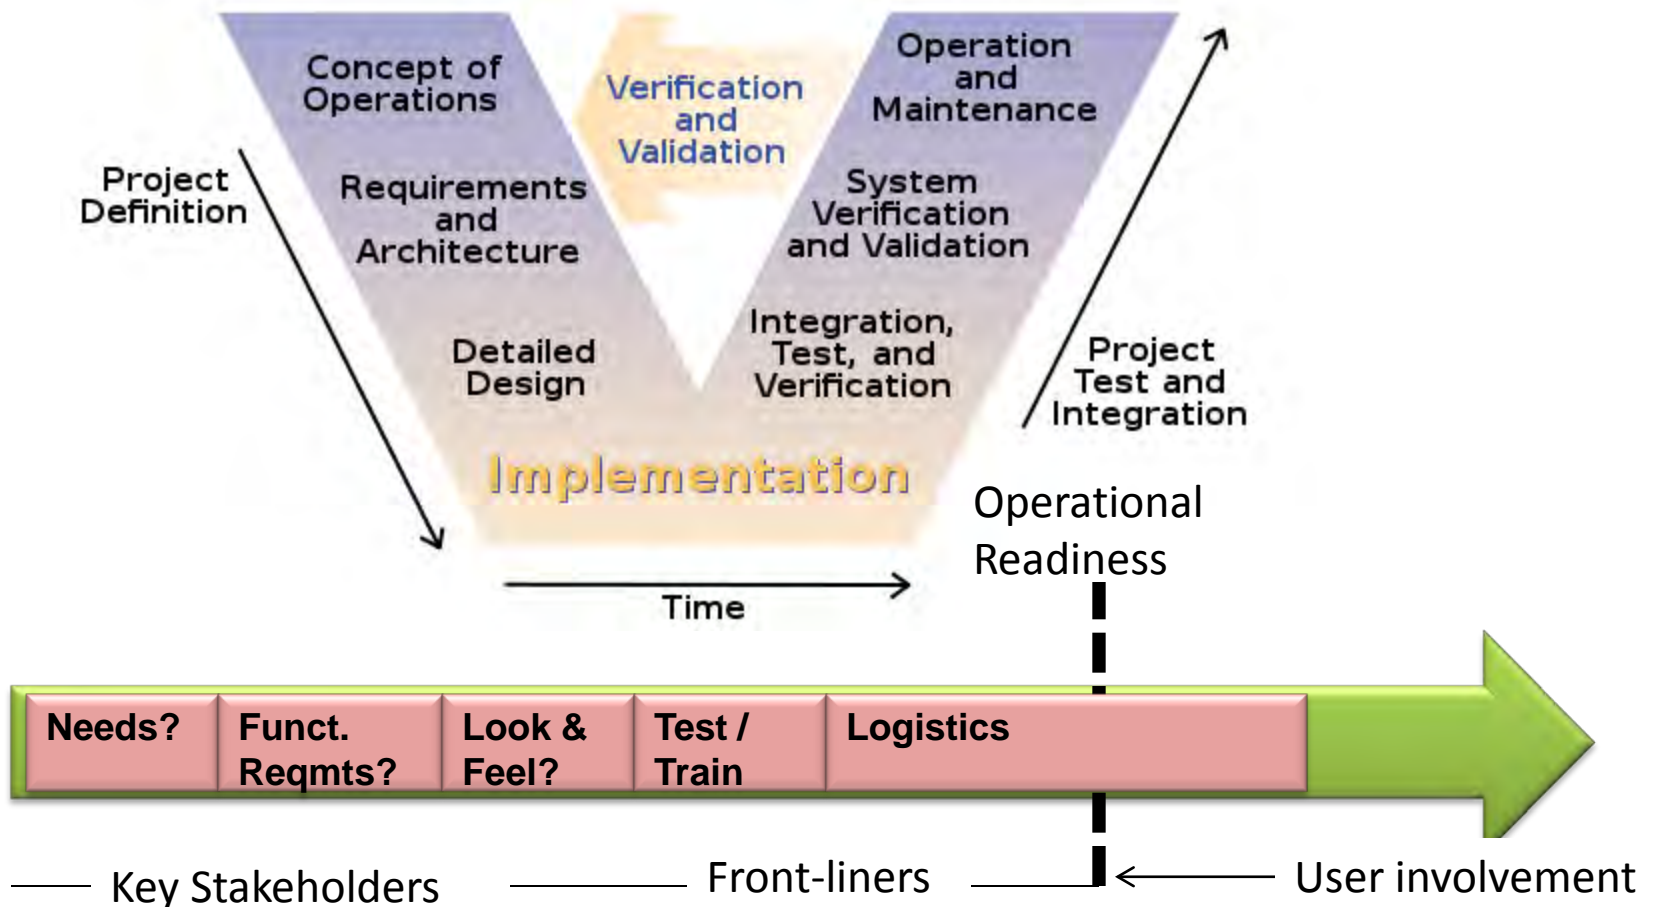 Concept of
Operations
Verification
and
Validation
Operation
and
Maintenance
Project
Definition
Requirements
and
Architecture
System
Verification
and Validation
Detailed
Design
Integration,
Test, and
Verification
Project
Test and
Integration
Implementation
Operational
Readiness
Time
Needs?
Funct.
Reqmts?
Look &
Feel?
Test /
Train
Logistics
Key Stakeholders
Front-liners
User involvement